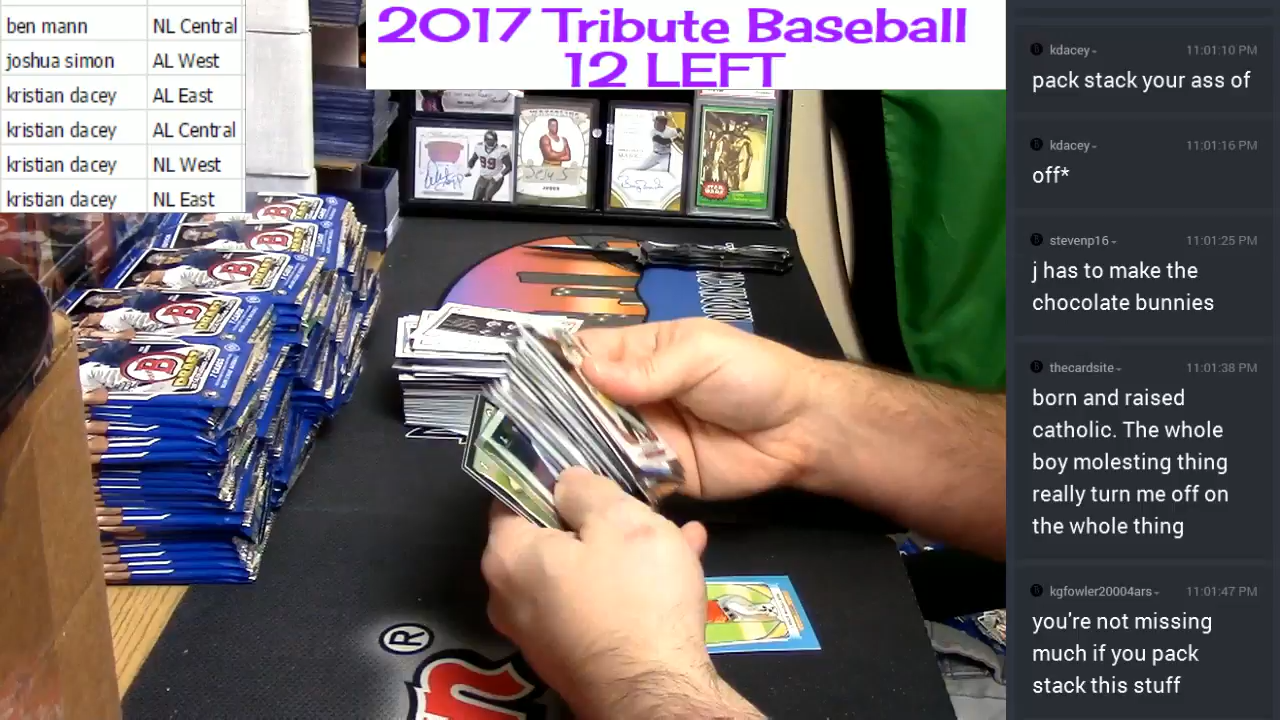 ben mann NL Central
joshua simon AL West
kristian dacey AL East
kristian dacey AL Central
kristian dacey NL West
kristian dacey NL East
2017 Tribute Baseball
12 LEFT
kdacey 11:01:10 PM
pack stack your ass of
kdacey 11:01:16 PM
off*
stevenp16 11:01:25 PM
j has to make the
chocolate bunnies
thecardsite 11:01:38 PM
born and raised
catholic. The whole
boy molesting thing
really turn me off on
the whole thing
kgfowler20004ars 11:01:47 PM
you're not missing
much if you pack
stack this stuff
STAR
WARS
B
DRAFT
B
DRAFT
®